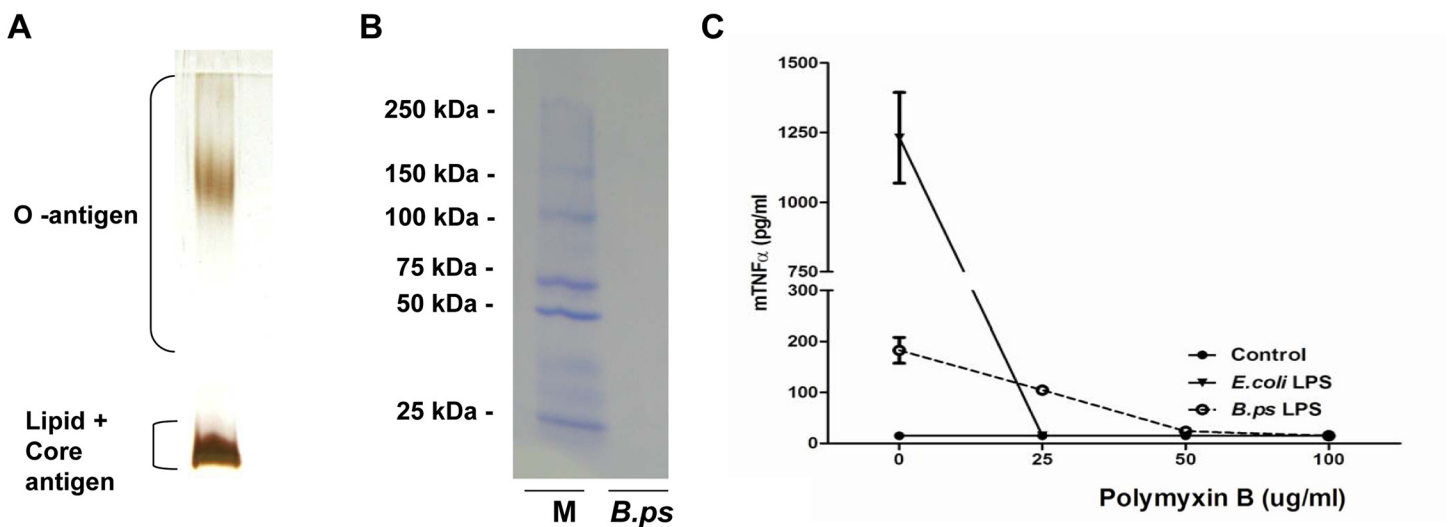 A
O -antigen
Lipid +
Core
antigen
B
250 kDa -
150 kDa -
100 kDa -
75 kDa -
50 kDa -
25 kDa -
M
B.ps
C
mTNFα (pg/ml)
1500
1250
1000
750
300
200
100
0
0
25
50
100
Polymyxin B (ug/ml)
Control
E.coli LPS
B.ps LPS